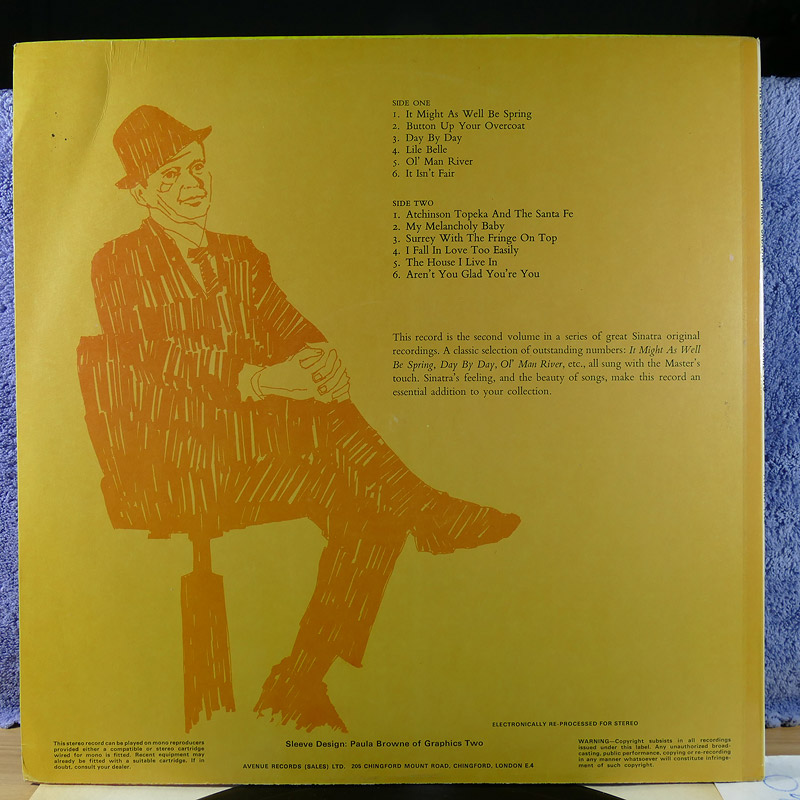 SIDE ONE
1. It Might As Well Be Spring
2. Button Up Your Overcoat
3. Day By Day
4. Lile Belle
5. Ol' Man River
6. It Isn't Fair
SIDE TWO
1. Atchinson Topeka And The Santa Fe
2. My Melancholy Baby
3. Surrey With The Fringe On Top
4. I Fall In Love Too Easily
5. The House I Live In
6. Aren't You Glad You're You
This record is the second volume in a series of great Sinatra original
recordings. A classic selection of outstanding numbers: It Might As Well
Be Spring, Day By Day, Ol' Man River, etc., all sung with the Master's
touch. Sinatra's feeling, and the beauty of songs, make this record an
essential addition to your collection.
ELECTRONICALLY RE-PROCESSED FOR STEREO
This stereo record can be played on mono reproducers
provided either a compatible or stereo cartridge
wired for mono is fitted. Recent equipment may
already be fitted with a suitable cartridge. If in
doubt, consult your dealer.
Sleeve Design: Paula Browne of Graphics Two
AVENUE RECORDS (SALES) LTD. 205 CHINGFORD MOUNT ROAD, CHINGFORD, LONDON E.4
WARNING—Copyright subsists in all recordings
issued under this label. Any unauthorized broad-
casting, public performance, copying or re-recording
in any manner whatsoever will constitute infringe-
ment of such copyright.